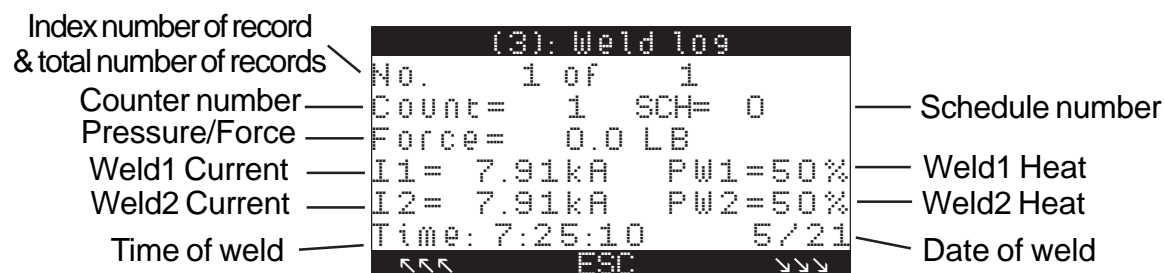 Index number of record
& total number of records
Counter number
Pressure/Force
Weld1 Current
Weld2 Current
Time of weld
(3): Weld log
No. 1 of 1
Count= 1 SCH= 0
Force= 0.0 LB
I1= 7.91kA PW1=50%
I2= 7.91kA PW2=50%
Time: 7:25:10 5/21
↖↖↖ ESC ↘↘↘
Schedule number
Weld1 Heat
Weld2 Heat
Date of weld